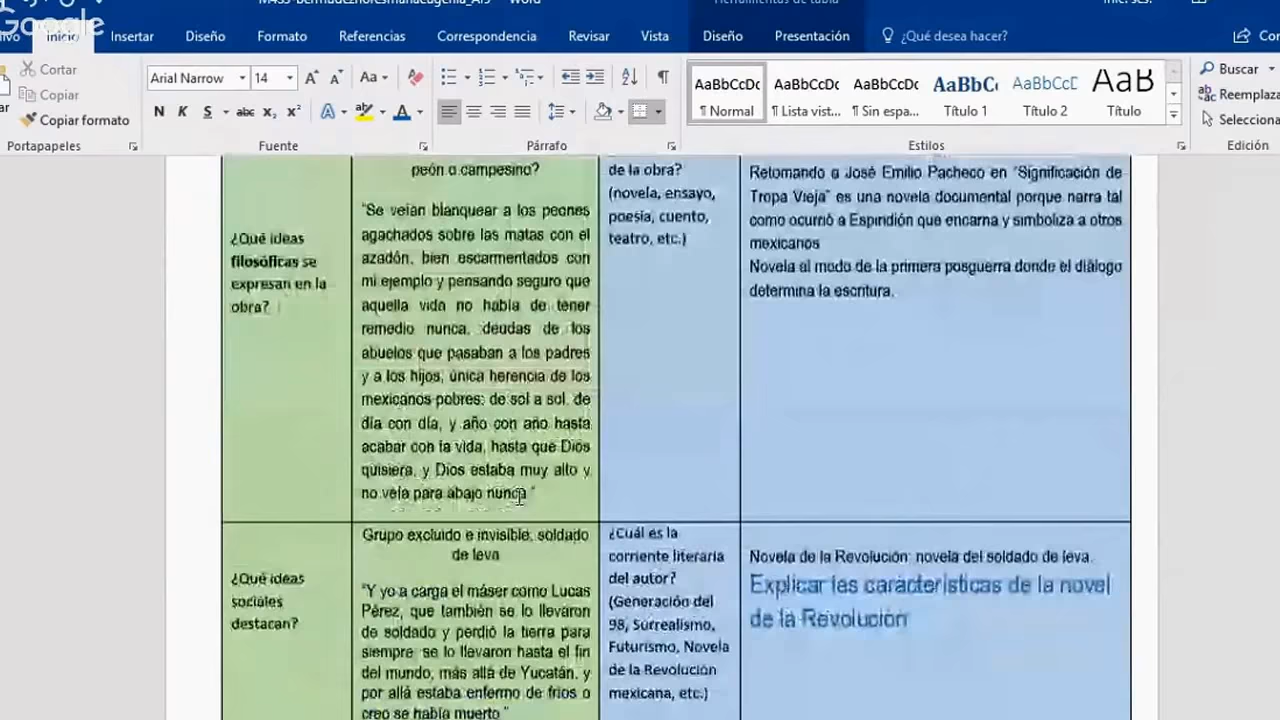 Google
Herramientas de tabla
Inicio Insertar Diseño Formato Referencias Correspondencia Revisar Vista Diseño Presentación ¿Qué desea hacer?
Cortar
Copiar
Copiar formato
Portapapeles
Arial Narrow 14
N K S abc x₂ x²
Fuente
Párrafo
AaBbCcDc AaBbCcDc AaBbCcDc AaBbC AaBbCcD AaB
¶ Normal ¶ Lista vist... ¶ Sin espa... Título 1 Título 2 Título
Estilos
Buscar
Reemplaza
Selecciona
Edición
peón o campesino?
"Se veían blanquear a los peones
agachados sobre las matas con el
azadón, bien escarmentados con
mi ejemplo y pensando seguro que
aquella vida no había de tener
remedio nunca, deudas de los
abuelos que pasaban a los padres
y a los hijos, única herencia de los
mexicanos pobres: de sol a sol, de
día con día, y año con año hasta
acabar con la vida, hasta que Dios
quisiera, y Dios estaba muy alto y
no veía para abajo nunca"
¿Qué ideas
filosóficas se
expresan en la
obra?
de la obra?
(novela, ensayo,
poesía, cuento,
teatro, etc.)
Retomando a José Emilio Pacheco en "Significación de
Tropa Vieja" es una novela documental porque narra tal
como ocurrió a Espiridión que encarna y simboliza a otros
mexicanos
Novela al modo de la primera posguerra donde el diálogo
determina la escritura.
¿Qué ideas
sociales
destacan?
Grupo excluido e invisible, soldado
de leva
"Y yo a carga el máser como Lucas
Pérez, que también se lo llevaron
de soldado y perdió la tierra para
siempre; se lo llevaron hasta el fin
del mundo, más allá de Yucatán, y
por allá estaba enfermo de fríos o
creo se había muerto"
¿Cuál es la
corriente literaria
del autor?
(Generación del
98, Surrealismo,
Futurismo, Novela
de la Revolución
mexicana, etc.)
Novela de la Revolución: novela del soldado de leva.
Explicar las características de la novel
de la Revolución